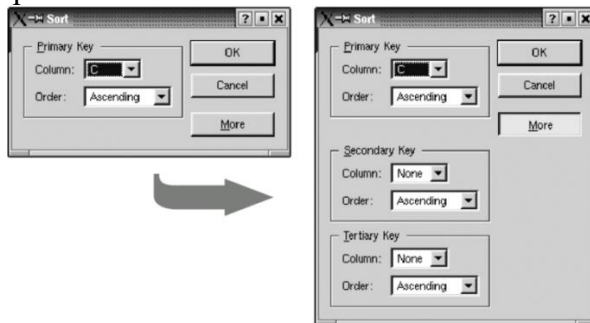 Sort
Primary Key
Column: C
Order: Ascending
OK
Cancel
More
Sort
Primary Key
Column: C
Order: Ascending
OK
Cancel
More
Secondary Key
Column: None
Order: Ascending
Tertiary Key
Column: None
Order: Ascending